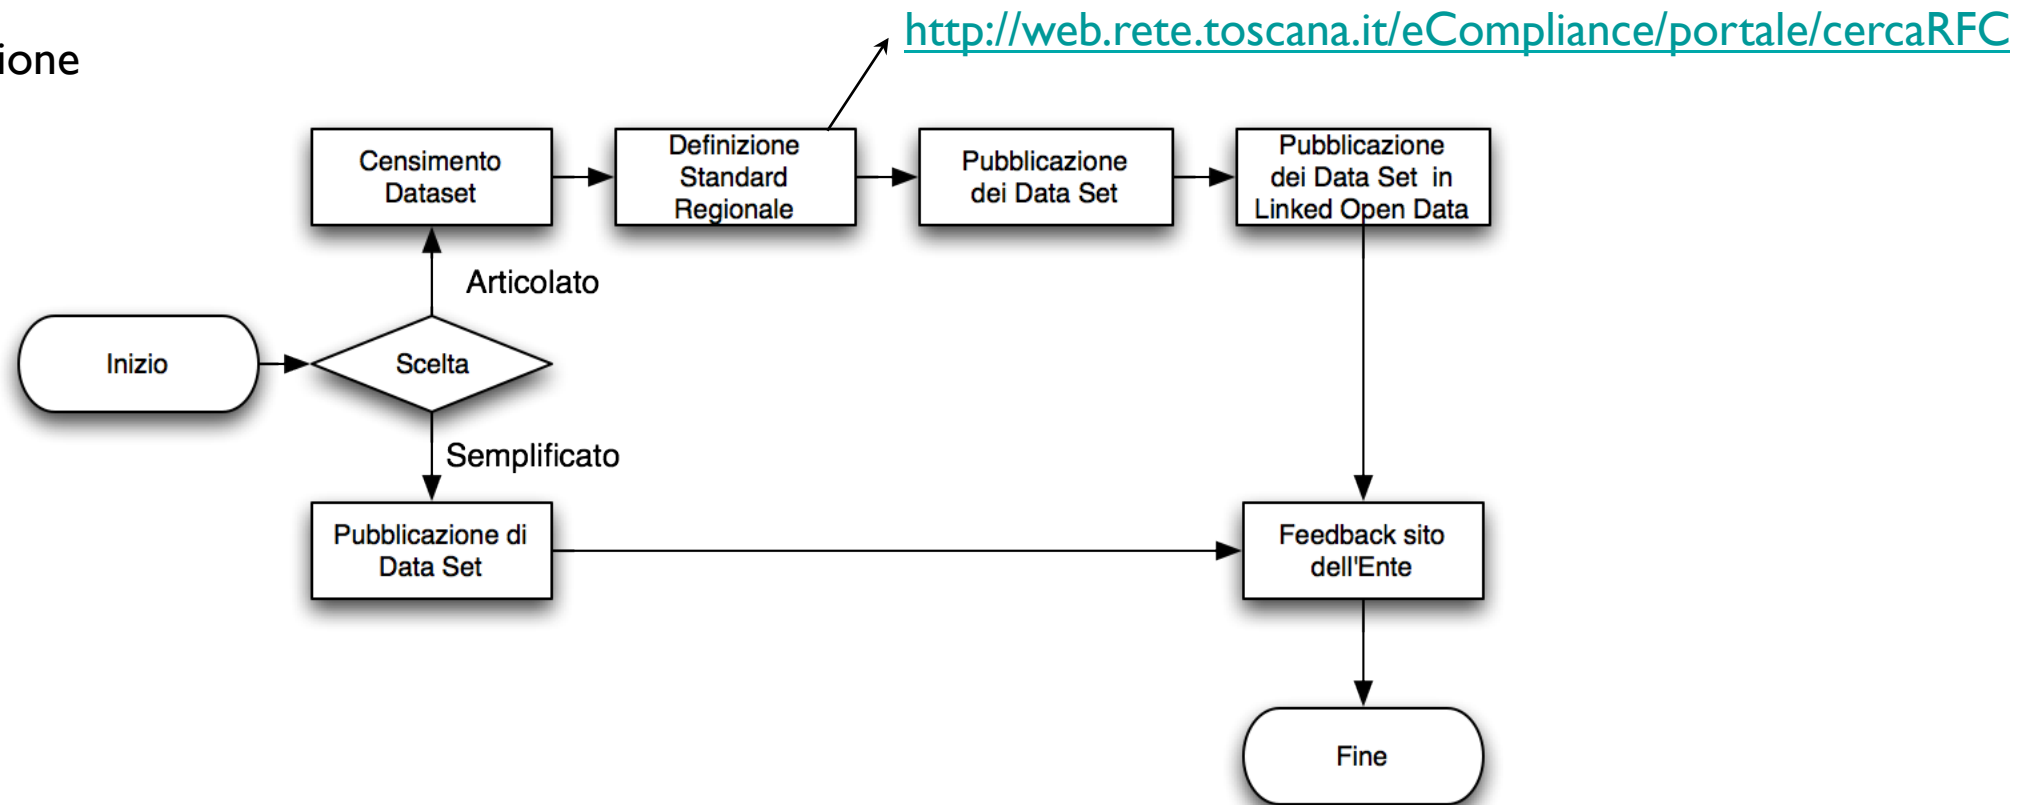 http://web.rete.toscana.it/eCompliance/portale/cercaRFC
ione
Censimento
Dataset
Definizione
Standard
Regionale
Pubblicazione
dei Data Set
Pubblicazione
dei Data Set in
Linked Open Data
Articolato
Inizio
Scelta
Semplificato
Pubblicazione di
Data Set
Feedback sito
dell'Ente
Fine